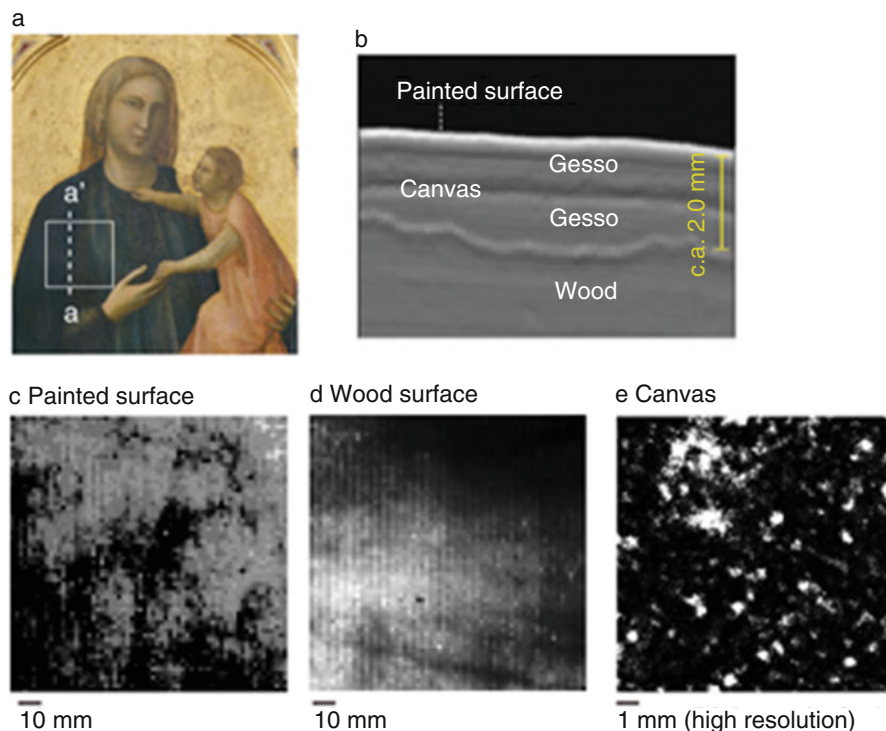 a
a'
a
b
Painted surface
Gesso
Canvas
Gesso
c.a. 2.0 mm
Wood
c Painted surface
d Wood surface
e Canvas
10 mm
10 mm
1 mm (high resolution)